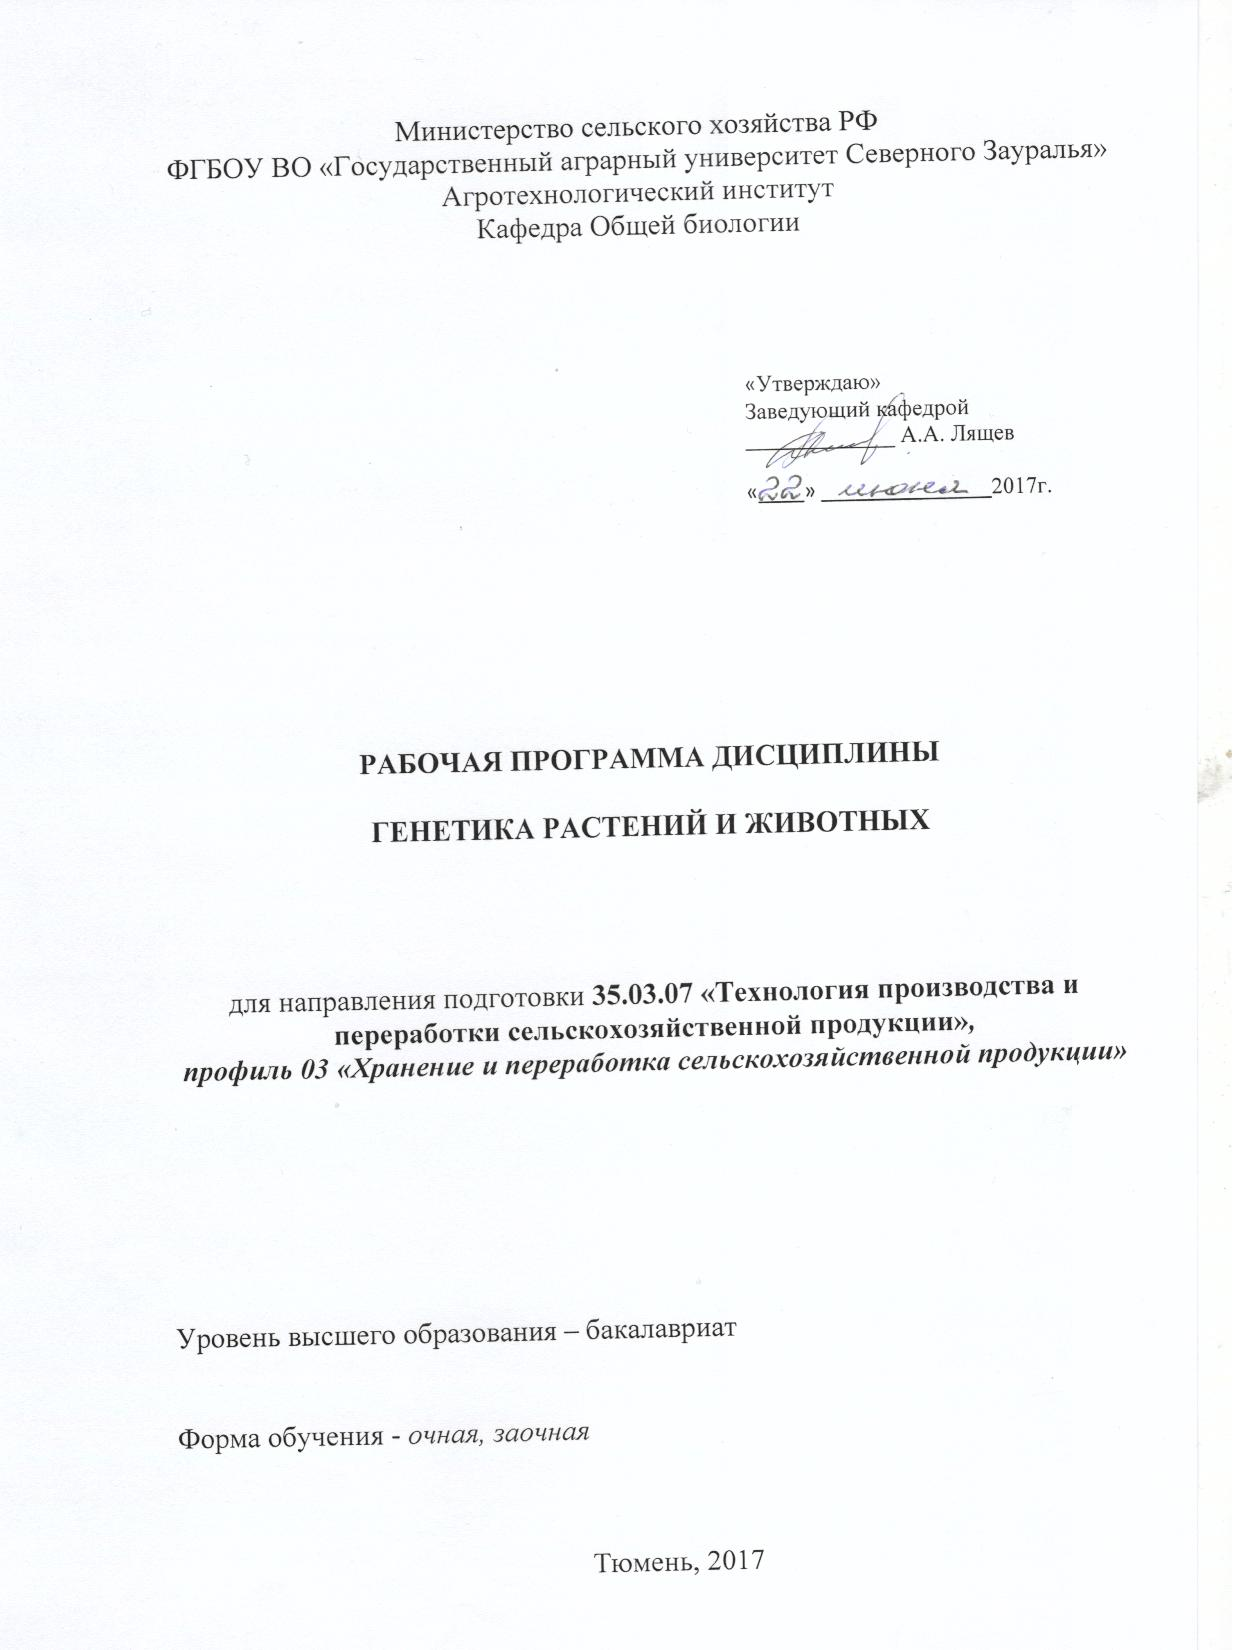 Министерство сельского хозяйства РФ
ФГБОУ ВО «Государственный аграрный университет Северного Зауралья»
Агротехнологический институт
Кафедра Общей биологии
«Утверждаю»
Заведующий кафедрой
А.А. Лящев
«22» июня 2017г.
РАБОЧАЯ ПРОГРАММА ДИСЦИПЛИНЫ
ГЕНЕТИКА РАСТЕНИЙ И ЖИВОТНЫХ
для направления подготовки 35.03.07 «Технология производства и
переработки сельскохозяйственной продукции»,
профиль 03 «Хранение и переработка сельскохозяйственной продукции»
Уровень высшего образования – бакалавриат
Форма обучения - очная, заочная
Тюмень, 2017